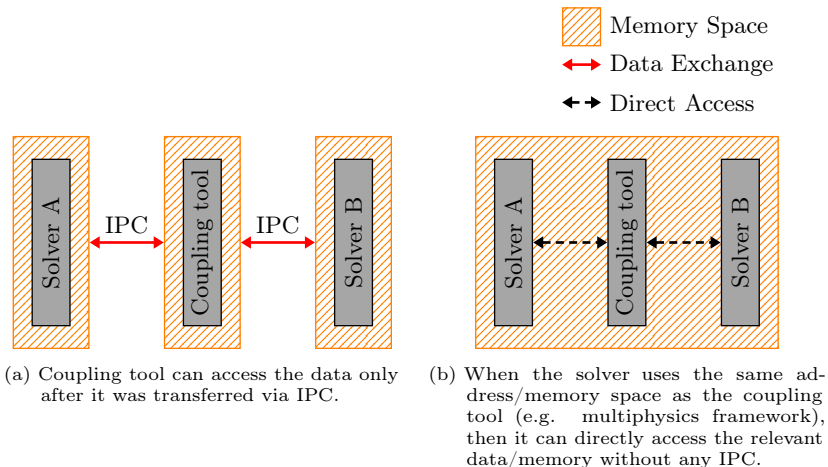 Memory Space
Data Exchange
Direct Access
Solver A
IPC
Coupling tool
IPC
Solver B
Solver A
Coupling tool
Solver B
(a) Coupling tool can access the data only
after it was transferred via IPC.
(b) When the solver uses the same ad-
dress/memory space as the coupling
tool (e.g. multiphysics framework),
then it can directly access the relevant
data/memory without any IPC.